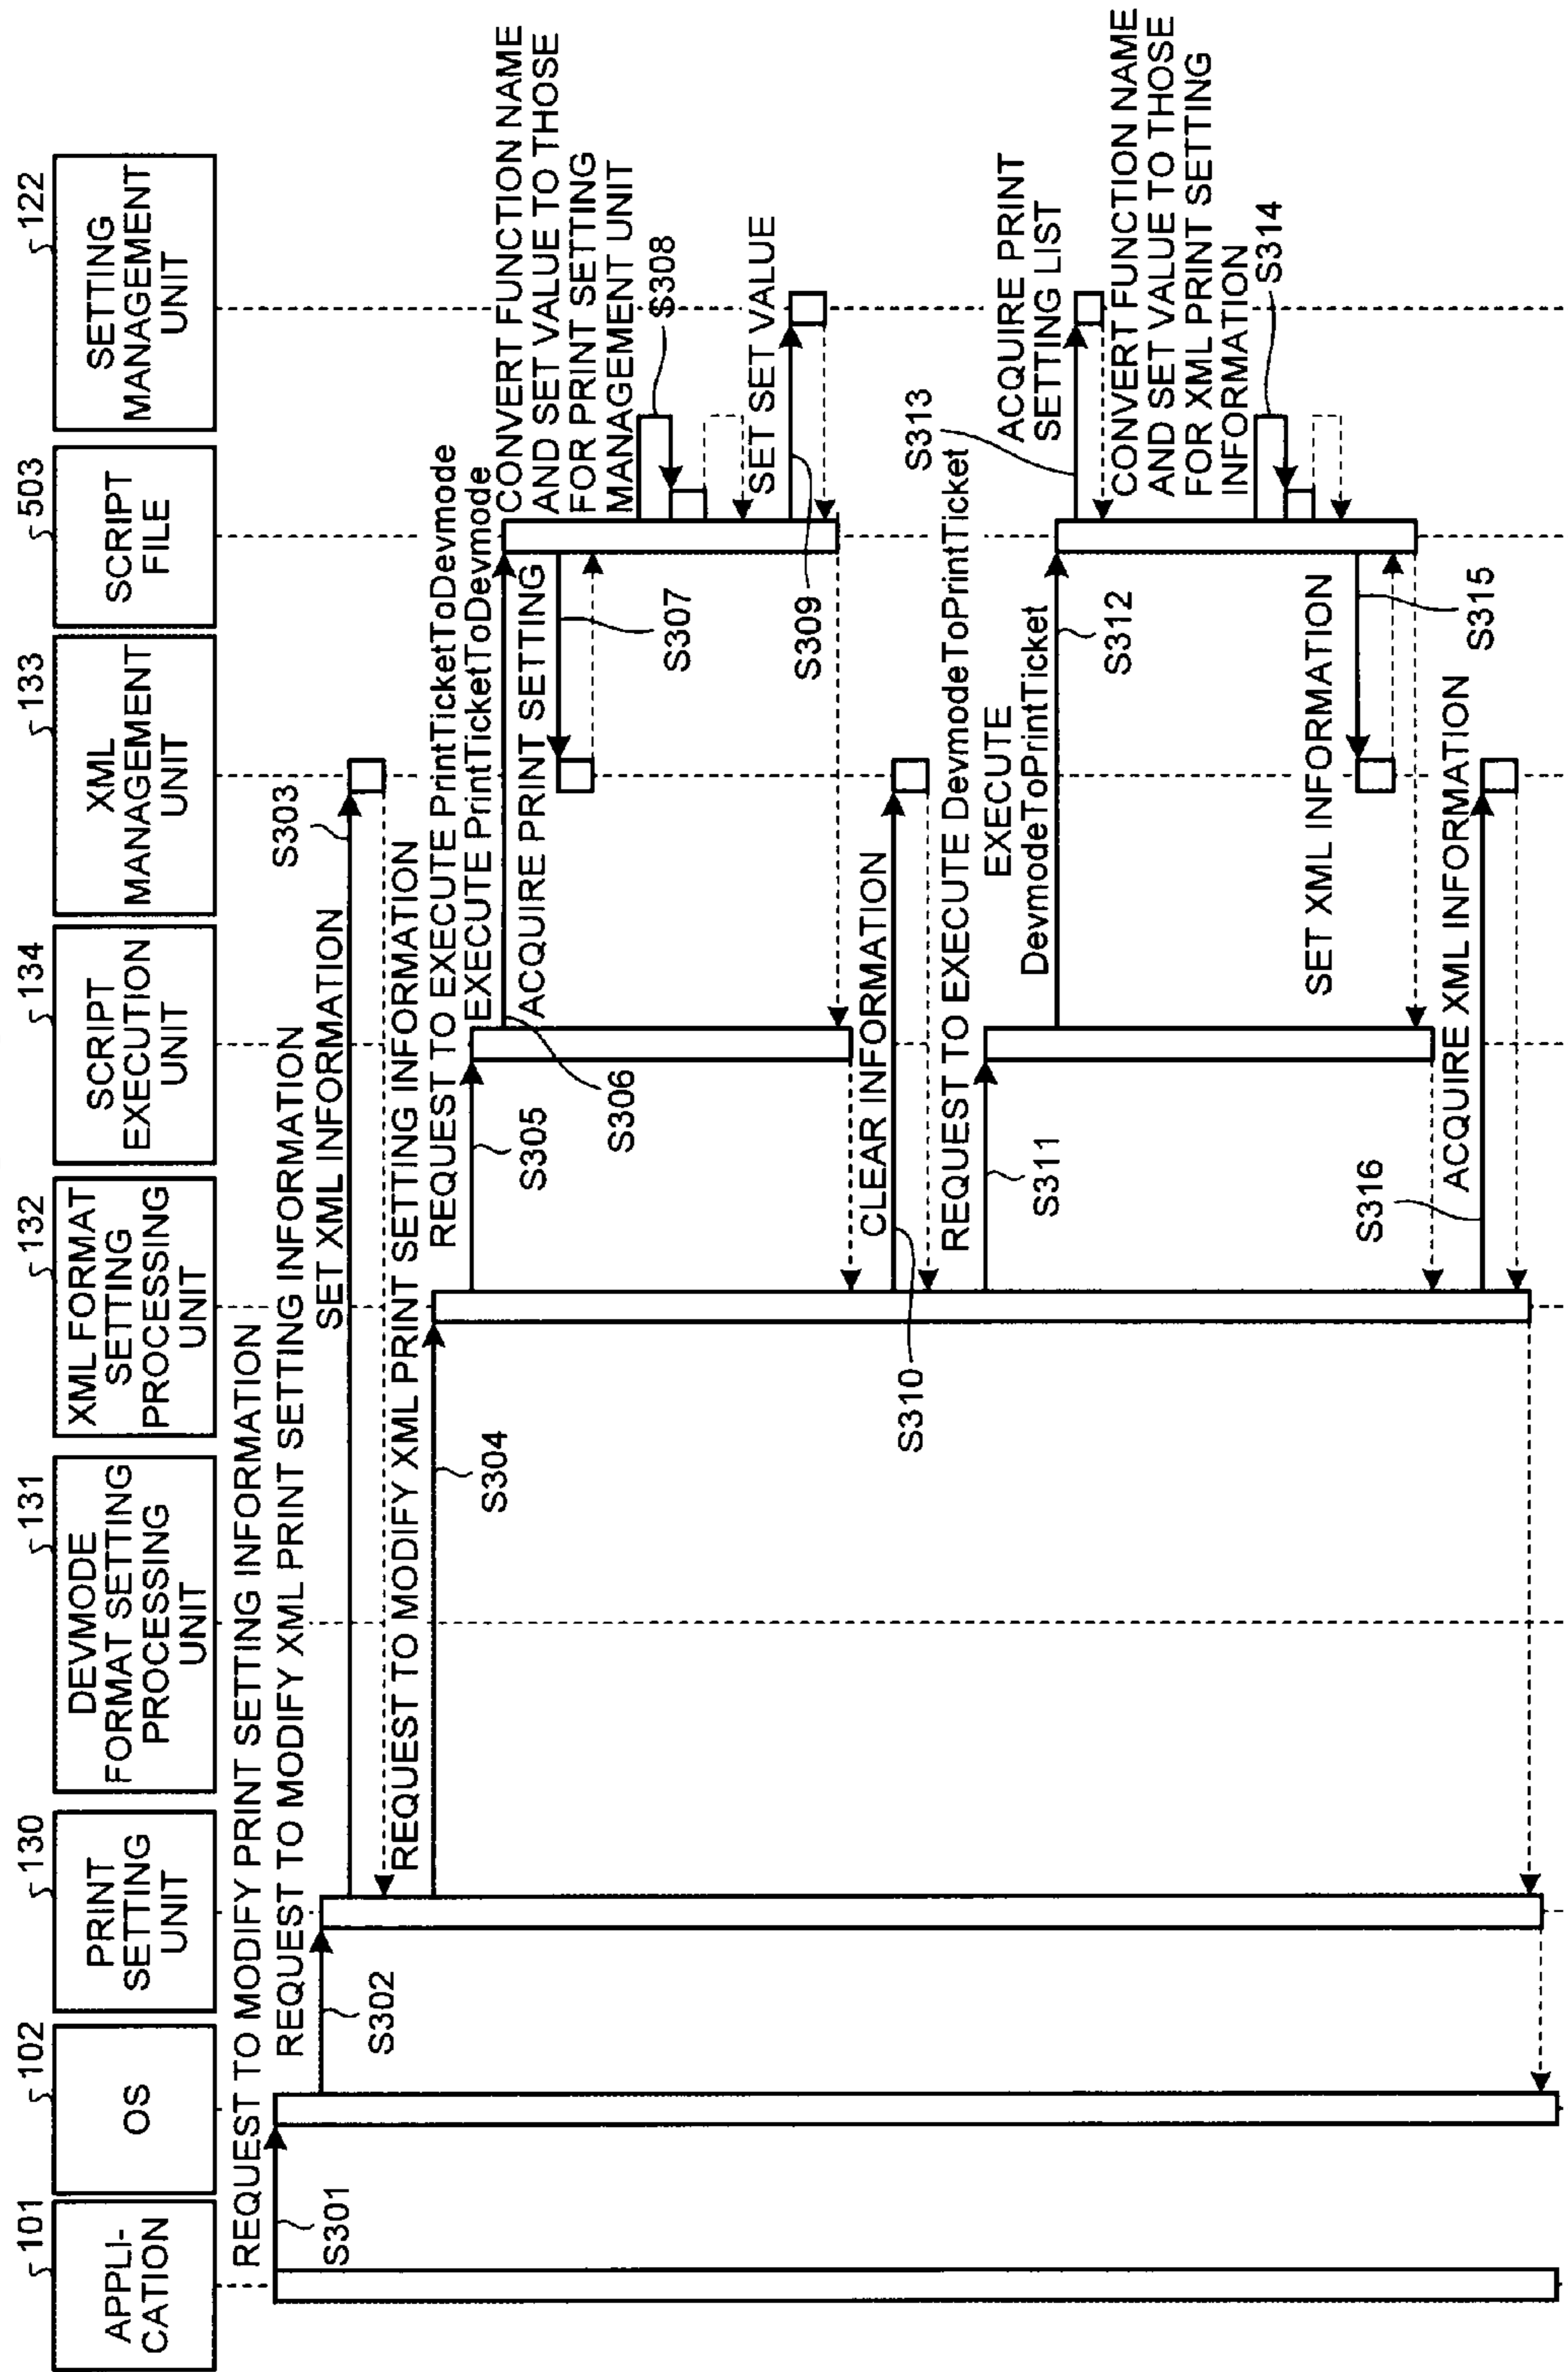 101
APPLI-
CATION
102
OS
130
PRINT
SETTING
UNIT
131
DEVMODE
FORMAT SETTING
PROCESSING
UNIT
132
XML FORMAT
SETTING
PROCESSING
UNIT
134
SCRIPT
EXECUTION
UNIT
133
XML
MANAGEMENT
UNIT
503
SCRIPT
FILE
122
SETTING
MANAGEMENT
UNIT
REQUEST TO MODIFY PRINT SETTING INFORMATION
S301
REQUEST TO MODIFY XML PRINT SETTING INFORMATION
S302
SET XML INFORMATION
S303
REQUEST TO MODIFY XML PRINT SETTING INFORMATION
S304
REQUEST TO EXECUTE PrintTicketToDevmode
S305
EXECUTE PrintTicketToDevmode
S306
ACQUIRE PRINT SETTING
S307
CONVERT FUNCTION NAME
AND SET VALUE TO THOSE
FOR PRINT SETTING
MANAGEMENT UNIT
S308
SET SET VALUE
S309
CLEAR INFORMATION
S310
REQUEST TO EXECUTE DevmodeToPrintTicket
S311
EXECUTE
DevmodeToPrintTicket
S312
S313
ACQUIRE PRINT
SETTING LIST
CONVERT FUNCTION NAME
AND SET VALUE TO THOSE
FOR XML PRINT SETTING
INFORMATION
S314
SET XML INFORMATION
S315
ACQUIRE XML INFORMATION
S316